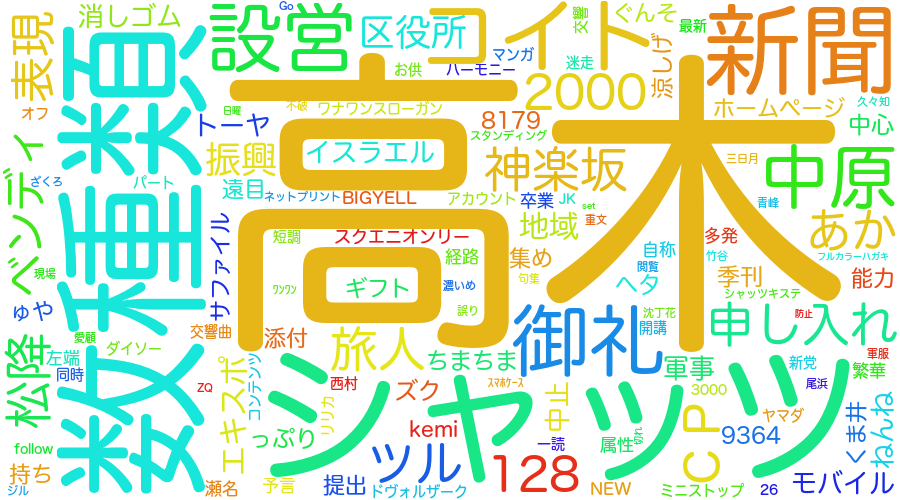 消しゴム
設営
Go
区役所
コイト
ぐんそ
交響
最新
新聞
表現
数種類
オフ
お供
ハーモニー
マンガ
迷走
涼しげ
高木
2000
日曜
不破
ワナワンスローガン
ホームページ
久々知
トーヤ
8179
スタンディング
中心
ベンディ
振興
イスラエル
神楽坂
三日月
中原
ざくろ
パート
遠目
ネットプリント
BIGYELL
アカウント
卒業
JK
set
青峰
あか
サファイル
短調
スクエニオンリー
地域
重文
多発
自称
竹谷
フルカラーハガキ
現場
経路
集め
句集
ヘタ
閲覧
季刊
能力
ゅや
ワンワン
ギフト
濃いめ
誤り
御礼
沈丁花
開講
シャッツキステ
防止
申し入れ
松降
愛顧
交響曲
添付
旅人
左端
ダイソー
ちまちま
軍事
新党
軍服
同時
エキスポ
コンテンツ
シャッツ
西村
ズク
スマホケース
中止
3000
尾浜
繁華
ZQ
リリカ
kemi
CP
ヤマダ
くま井
ねんね
follow
っぷり
一読
属性
切れ
9364
持ち
ツル
128
ジル
瀬名
予言
提出
ドヴォルザーク
NEW
ミニストップ
26
モバイル